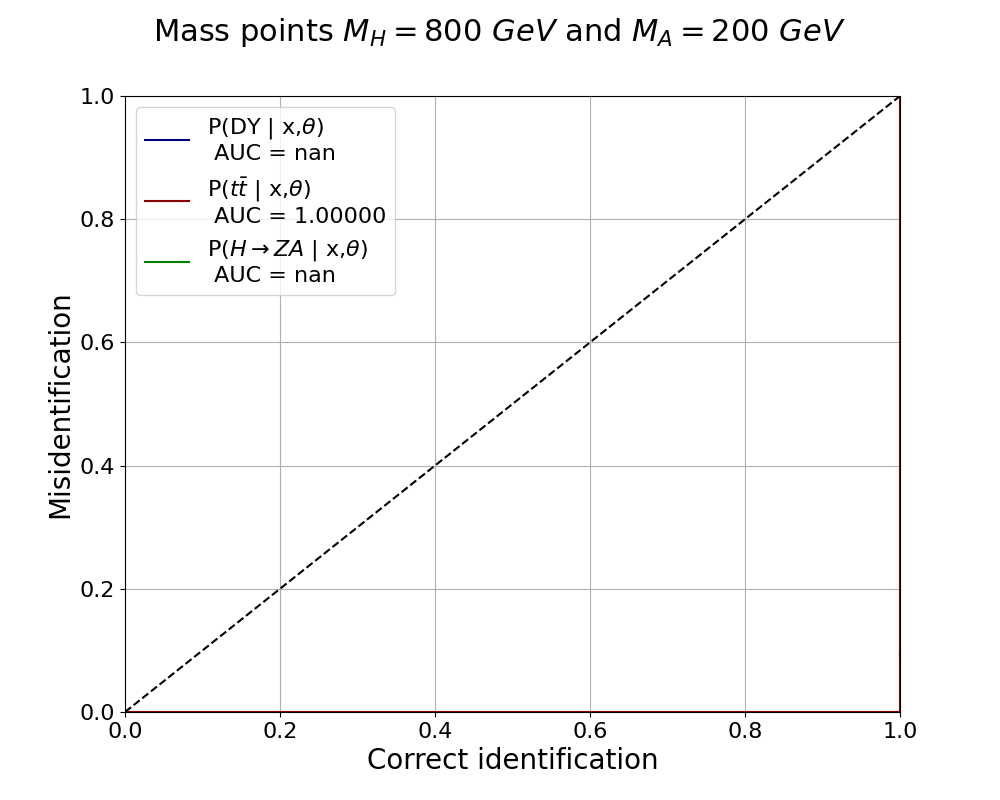 Mass points $M_H = 800\ GeV$ and $M_A = 200\ GeV$
1.0
0.8
0.6
0.4
0.2
0.0
Misidentification
P(DY | x,θ)
AUC = nan
P($t\bar{t}$ | x,θ)
AUC = 1.00000
P($H \rightarrow ZA$ | x,θ)
AUC = nan
0.0 0.2 0.4 0.6 0.8 1.0
Correct identification